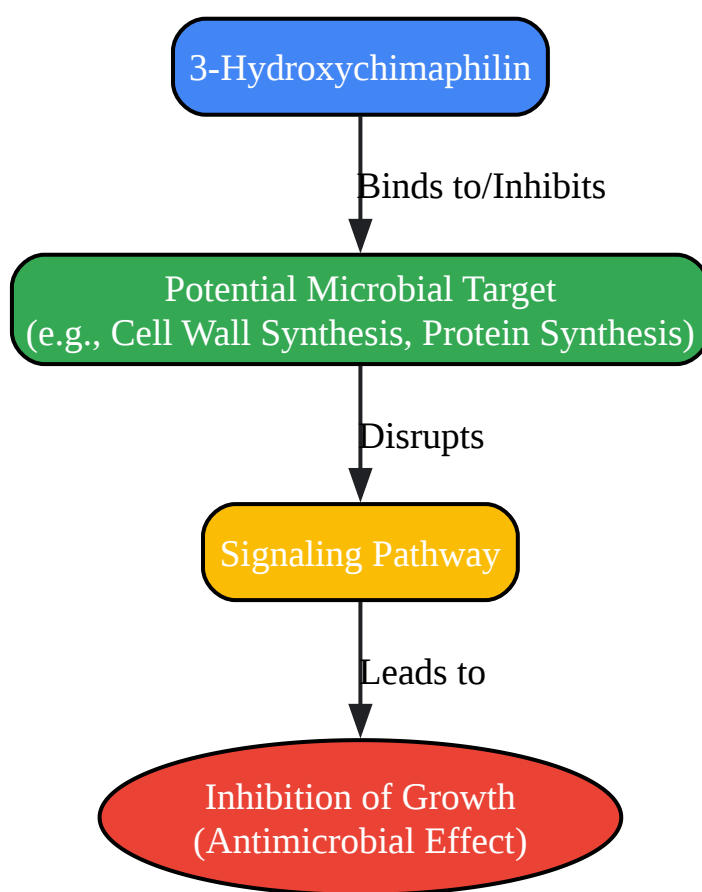 3-Hydroxychimaphilin
Binds to/Inhibits
Potential Microbial Target
(e.g., Cell Wall Synthesis, Protein Synthesis)
Disrupts
Signaling Pathway
Leads to
Inhibition of Growth
(Antimicrobial Effect)